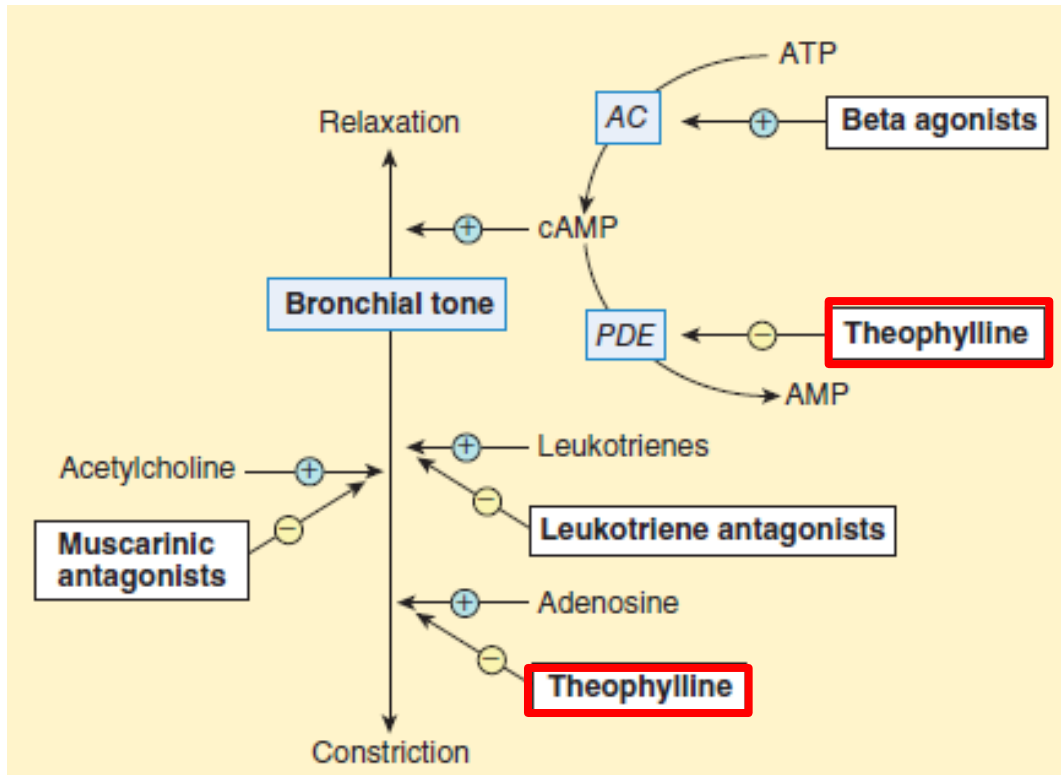 ATP
AC
+
Beta agonists
Relaxation
+
cAMP
Bronchial tone
PDE
−
Theophylline
AMP
+
Leukotrienes
Acetylcholine
+
−
−
Leukotriene antagonists
Muscarinic
antagonists
+
Adenosine
−
Theophylline
Constriction